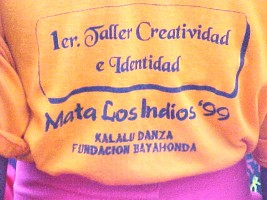 1er. Taller Creatividad
e Identidad
Mata Los Indios '99
KALALU DANZA
FUNDACION BAYAHONDA